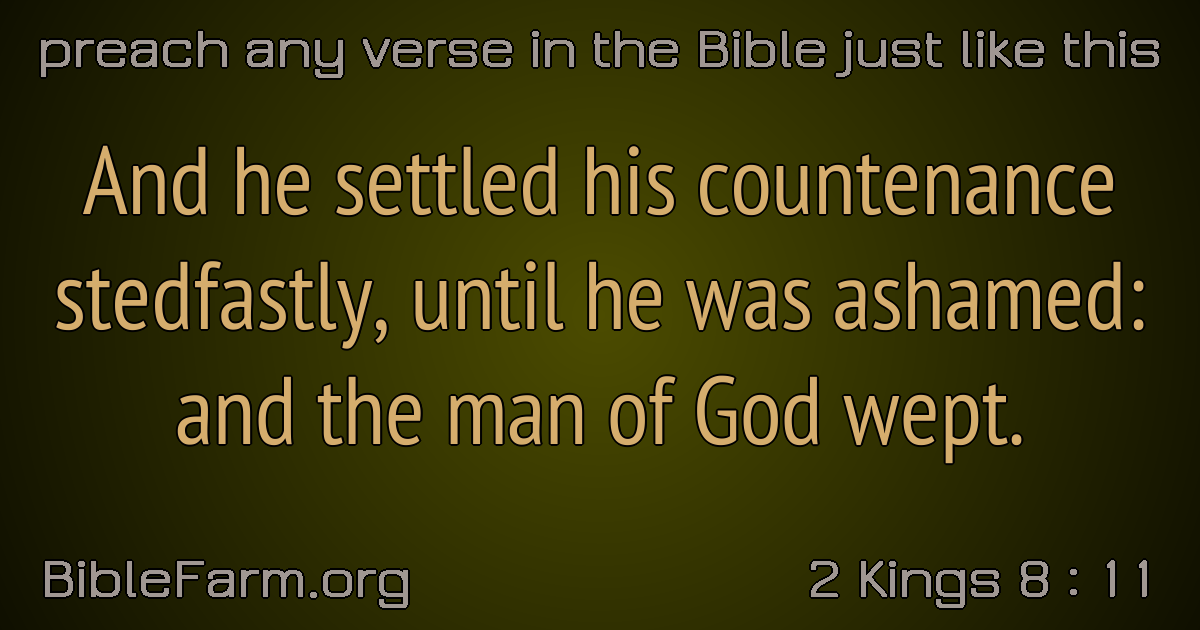 preach any verse in the Bible just like this
And he settled his countenance
stedfastly, until he was ashamed:
and the man of God wept.
BibleFarm.org
2 Kings 8 : 11